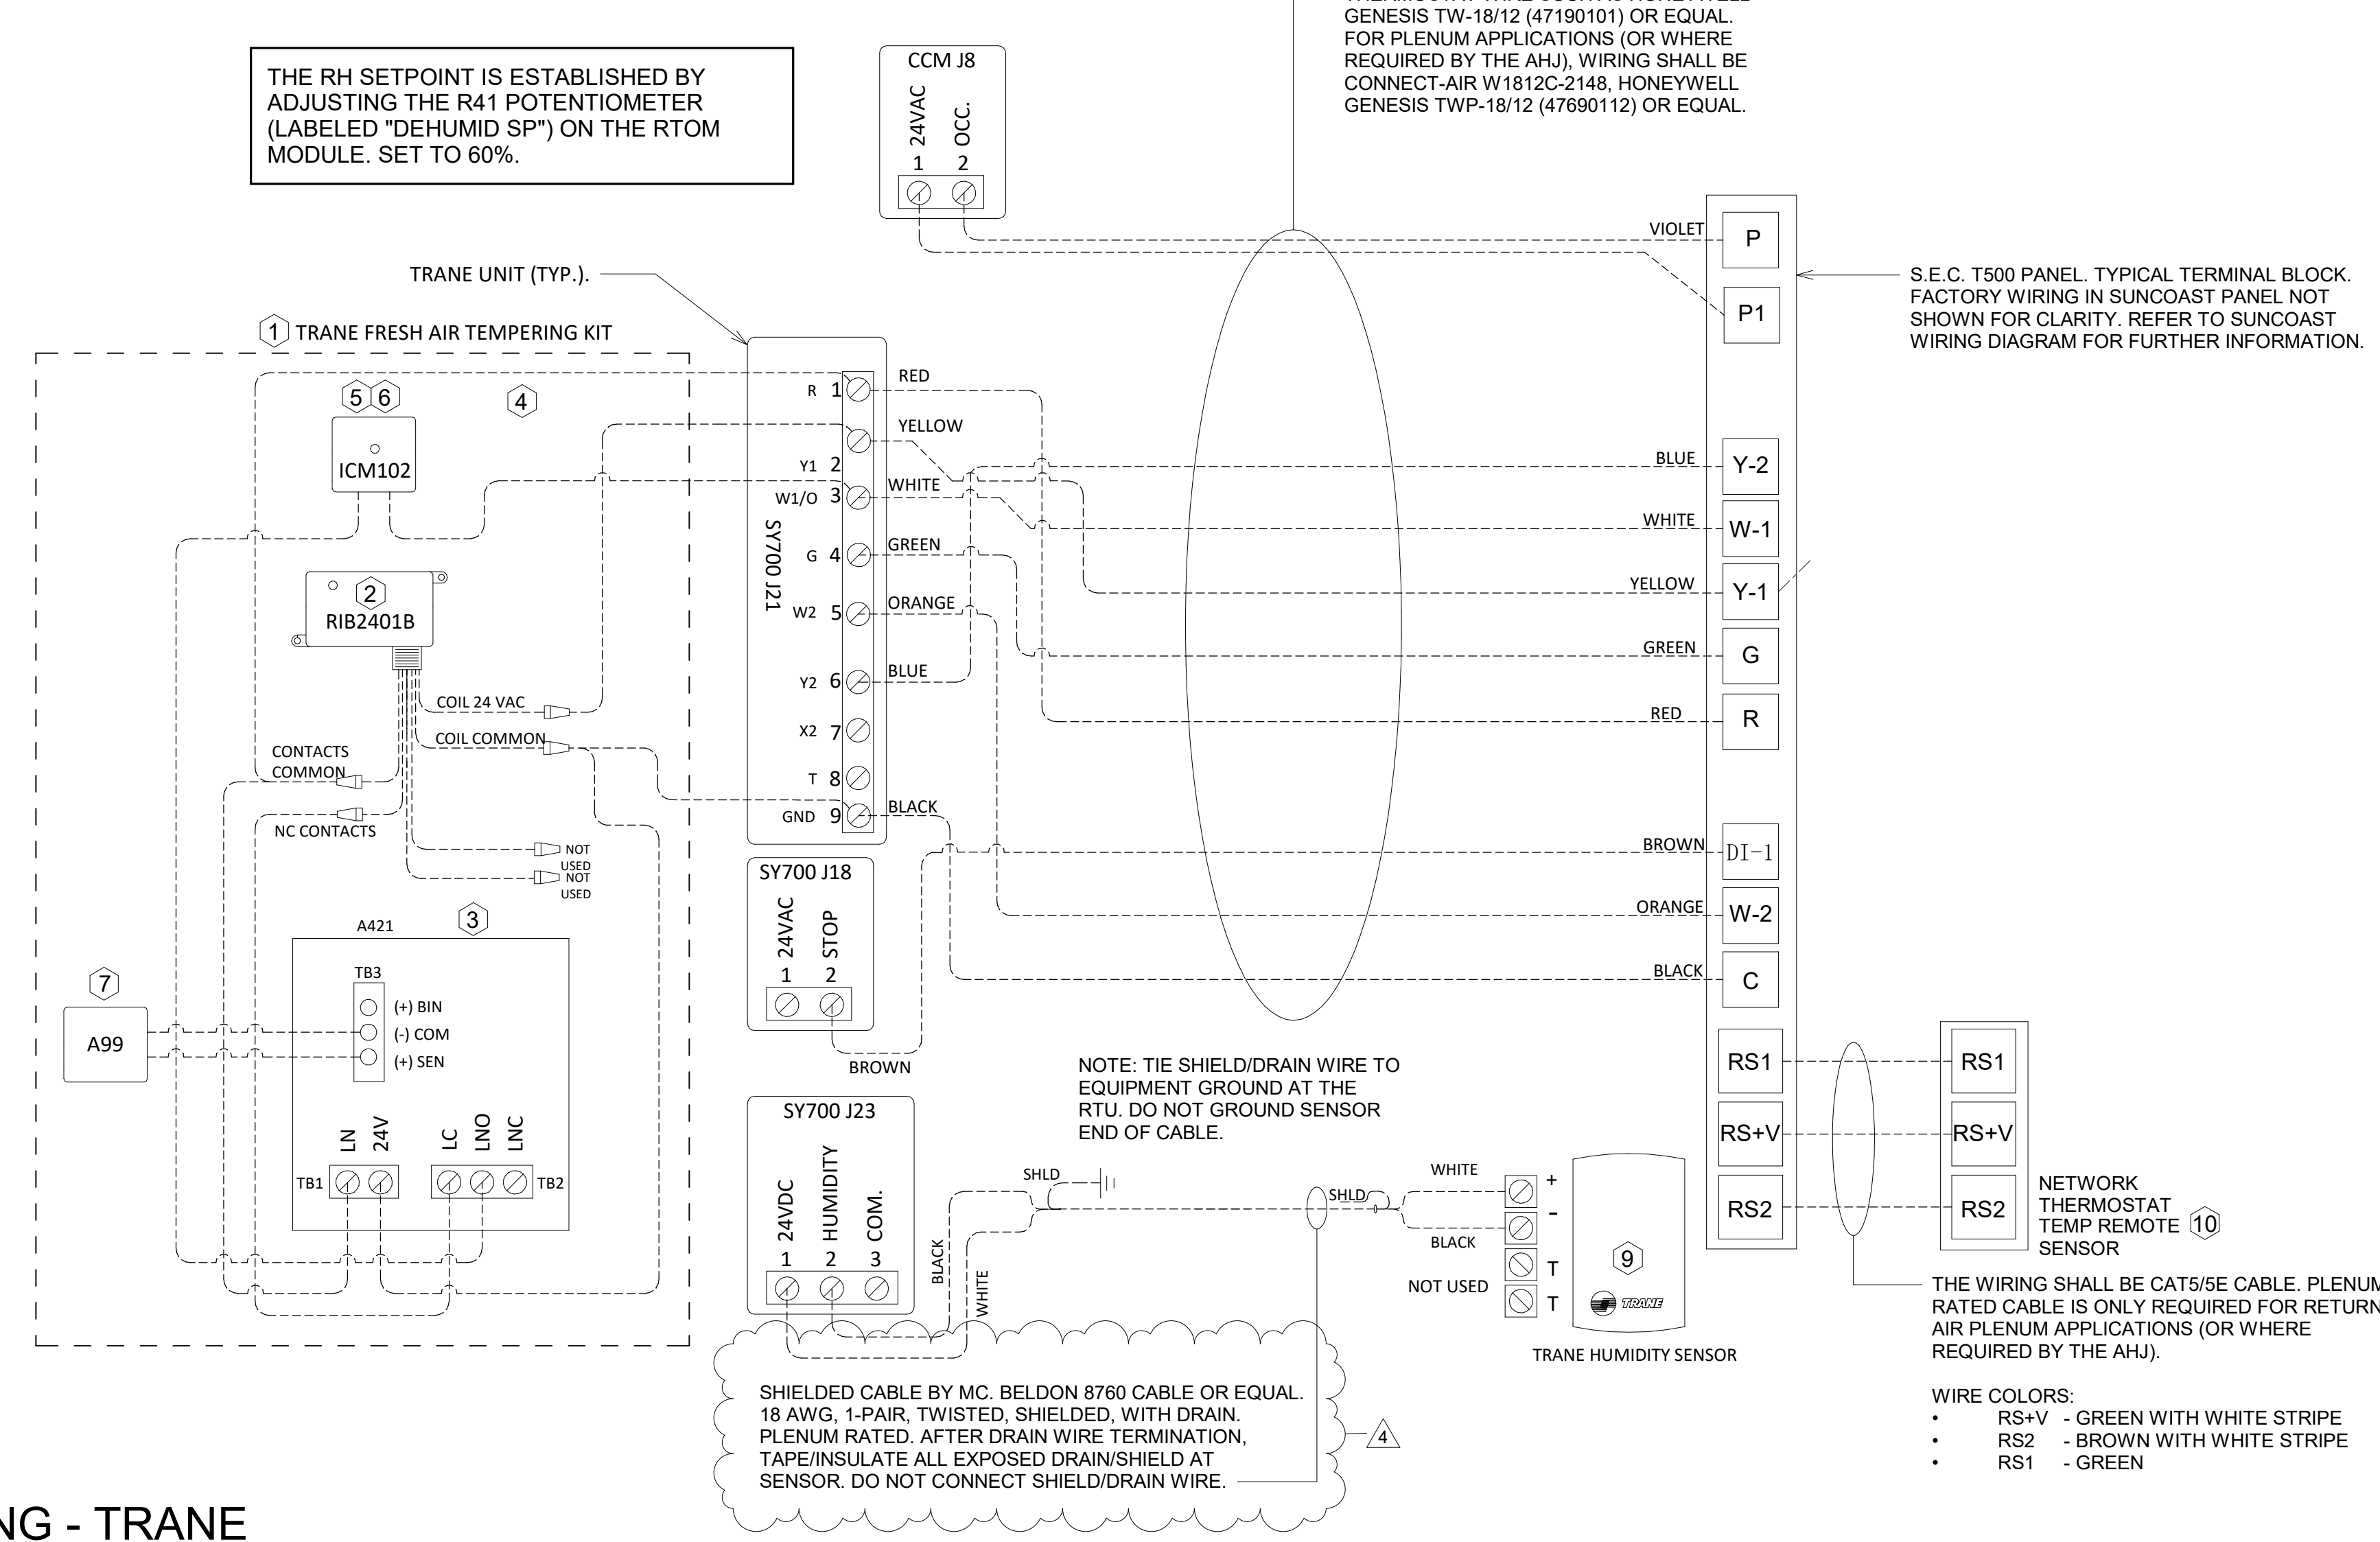 GENESIS TW-18/12 (47190101) OR EQUAL.
FOR PLENUM APPLICATIONS (OR WHERE
REQUIRED BY THE AHJ), WIRING SHALL BE
CONNECT-AIR W1812C-2148, HONEYWELL
GENESIS TWP-18/12 (47690112) OR EQUAL.
THE RH SETPOINT IS ESTABLISHED BY
ADJUSTING THE R41 POTENTIOMETER
(LABELED "DEHUMID SP") ON THE RTOM
MODULE. SET TO 60%.
CCM J8
24VAC
OCC.
1 2
TRANE UNIT (TYP.).
1 TRANE FRESH AIR TEMPERING KIT
5 6
4
ICM102
2
RIB2401B
COIL 24 VAC
COIL COMMON
CONTACTS
COMMON
NC CONTACTS
NOT
USED
NOT
USED
A421
3
7
A99
TB3
(+) BIN
(-) COM
(+) SEN
LN
24V
LC
LNO
LNC
TB1
TB2
SY700 J21
R 1
Y1 2
W1/O 3
G 4
W2 5
Y2 6
X2 7
T 8
GND 9
RED
YELLOW
WHITE
GREEN
ORANGE
BLUE
BLACK
SY700 J18
24VAC
STOP
1 2
BROWN
SY700 J23
24VDC
HUMIDITY
COM.
1 2 3
BLACK
WHITE
NOTE: TIE SHIELD/DRAIN WIRE TO
EQUIPMENT GROUND AT THE
RTU. DO NOT GROUND SENSOR
END OF CABLE.
SHLD
SHLD
WHITE
BLACK
NOT USED
+
-
T
T
9
TRANE
TRANE HUMIDITY SENSOR
SHIELDED CABLE BY MC. BELDON 8760 CABLE OR EQUAL.
18 AWG, 1-PAIR, TWISTED, SHIELDED, WITH DRAIN.
PLENUM RATED. AFTER DRAIN WIRE TERMINATION,
TAPE/INSULATE ALL EXPOSED DRAIN/SHIELD AT
SENSOR. DO NOT CONNECT SHIELD/DRAIN WIRE.
4
VIOLET P
P1
BLUE Y-2
WHITE W-1
YELLOW Y-1
GREEN G
RED R
BROWN DI-1
ORANGE W-2
BLACK C
RS1
RS+V
RS2
S.E.C. T500 PANEL. TYPICAL TERMINAL BLOCK.
FACTORY WIRING IN SUNCOAST PANEL NOT
SHOWN FOR CLARITY. REFER TO SUNCOAST
WIRING DIAGRAM FOR FURTHER INFORMATION.
RS1
RS+V
RS2
NETWORK
THERMOSTAT
TEMP REMOTE 10
SENSOR
THE WIRING SHALL BE CAT5/5E CABLE. PLENUM
RATED CABLE IS ONLY REQUIRED FOR RETURN
AIR PLENUM APPLICATIONS (OR WHERE
REQUIRED BY THE AHJ).
WIRE COLORS:
• RS+V - GREEN WITH WHITE STRIPE
• RS2 - BROWN WITH WHITE STRIPE
• RS1 - GREEN
NG - TRANE